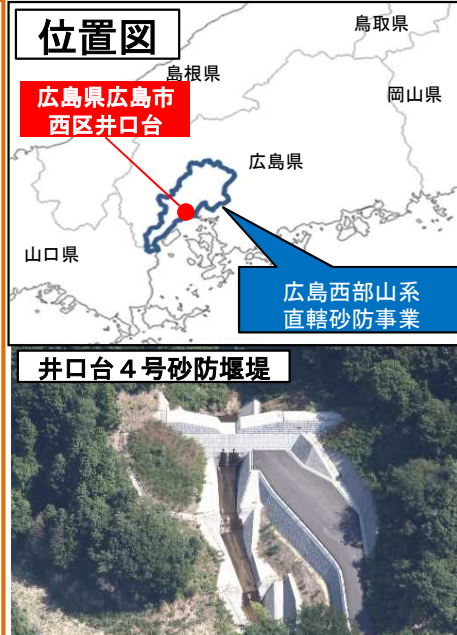 位置図
鳥取県
島根県
岡山県
広島県広島市
西区井口台
広島県
山口県
広島西部山系
直轄砂防事業
井口台４号砂防堰堤